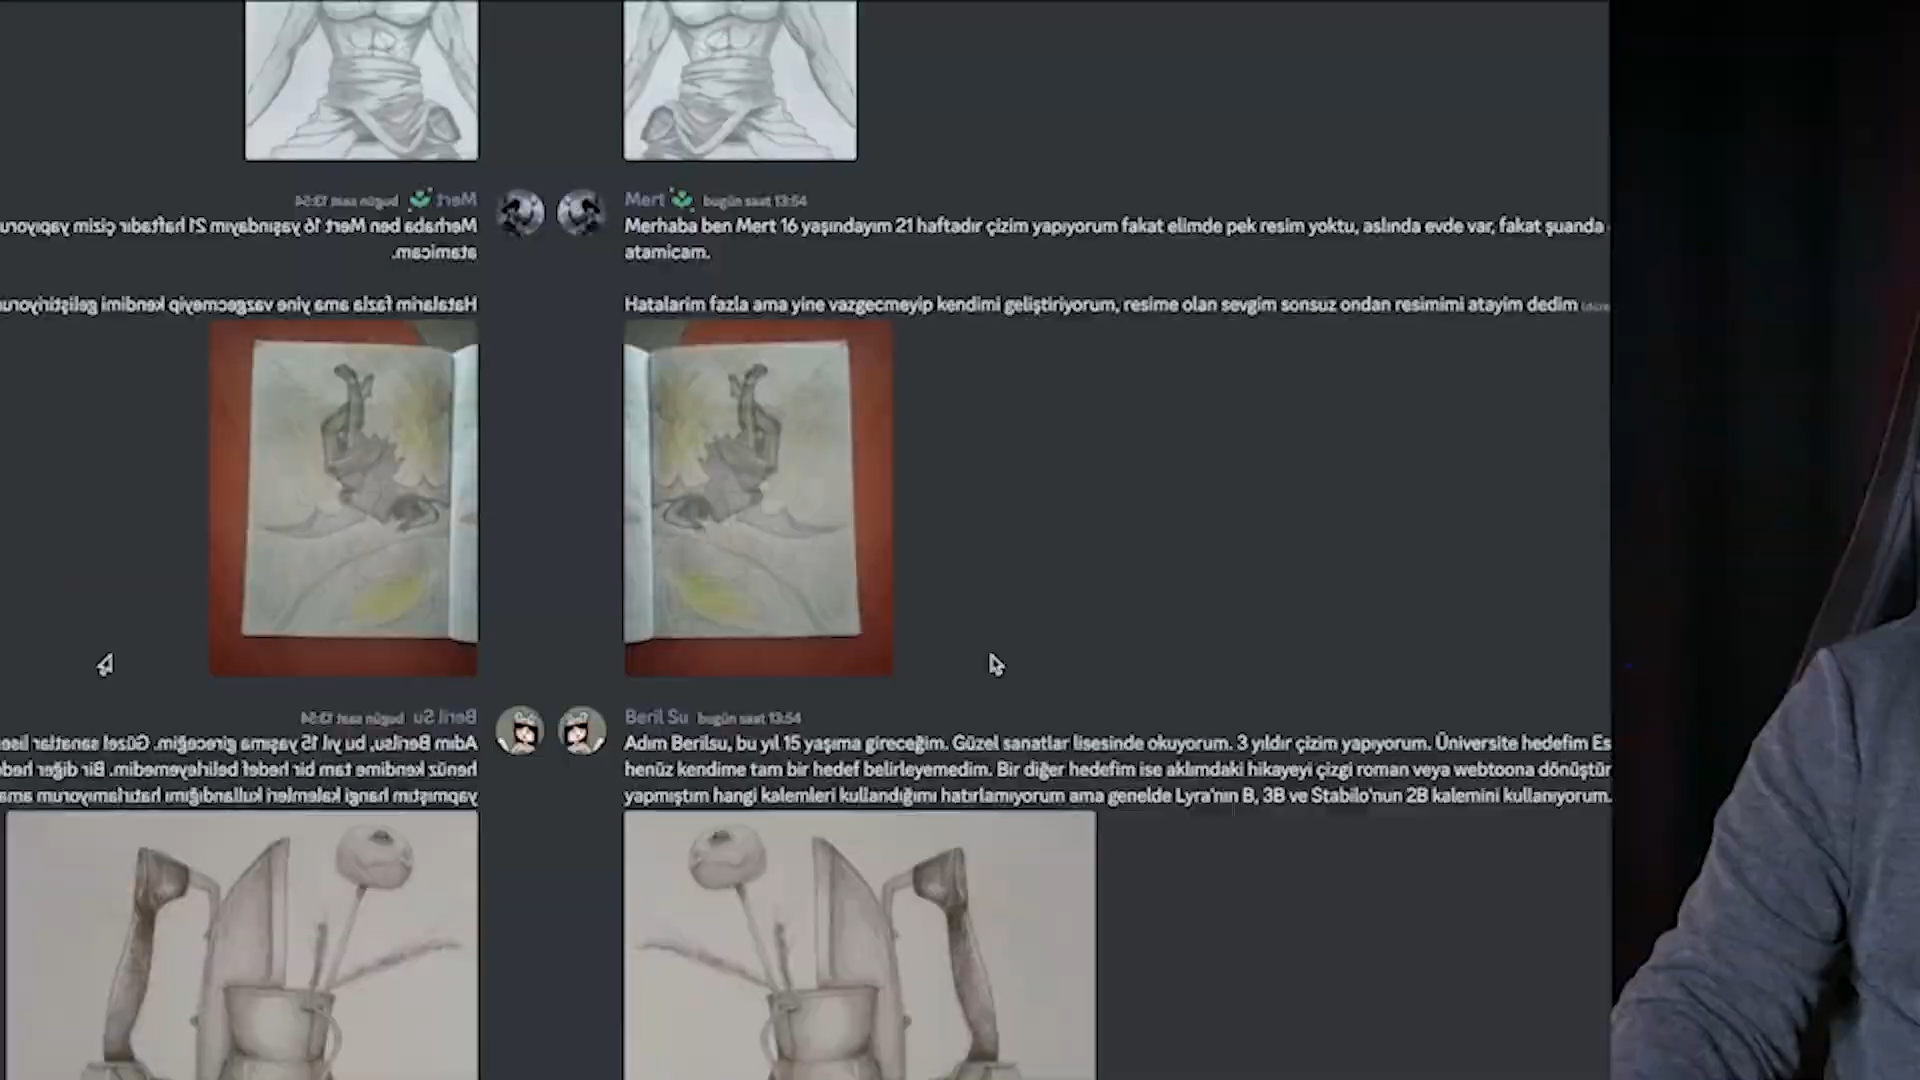 Mert bugün saat 13:54
Merhaba ben Mert 16 yaşındayım 21 haftadır çizim yapıyorum fakat elimde pek resim yoktu, aslında evde var, fakat şuanda
atamicam.
Hatalarim fazla ama yine vazgecmeyip kendimi geliştiriyorum, resime olan sevgim sonsuz ondan resimimi atayim dedim
Beril Su bugün saat 13:54
Adım Berilsu, bu yıl 15 yaşıma gireceğim. Güzel sanatlar lisesinde okuyorum. 3 yıldır çizim yapıyorum. Üniversite hedefim Es
henüz kendime tam bir hedef belirleyemedim. Bir diğer hedefim ise aklımdaki hikayeyi çizgi roman veya webtoona dönüştür
yapmıştım hangi kalemleri kullandığımı hatırlamıyorum ama genelde Lyra'nın B, 3B ve Stabilo'nun 2B kalemini kullanıyorum.